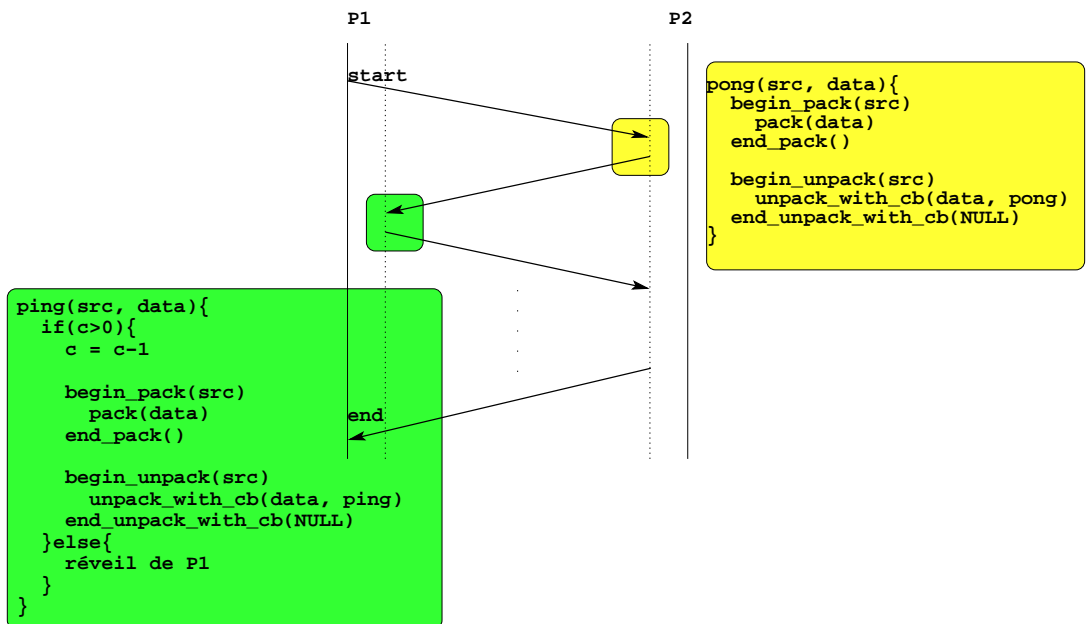 P1
P2
start
pong(src, data){
  begin_pack(src)
    pack(data)
  end_pack()

  begin_unpack(src)
    unpack_with_cb(data, pong)
  end_unpack_with_cb(NULL)
}
ping(src, data){
  if(c>0){
    c = c-1

    begin_pack(src)
      pack(data)
    end_pack()

    begin_unpack(src)
      unpack_with_cb(data, ping)
    end_unpack_with_cb(NULL)
  }else{
    réveil de P1
  }
}
end